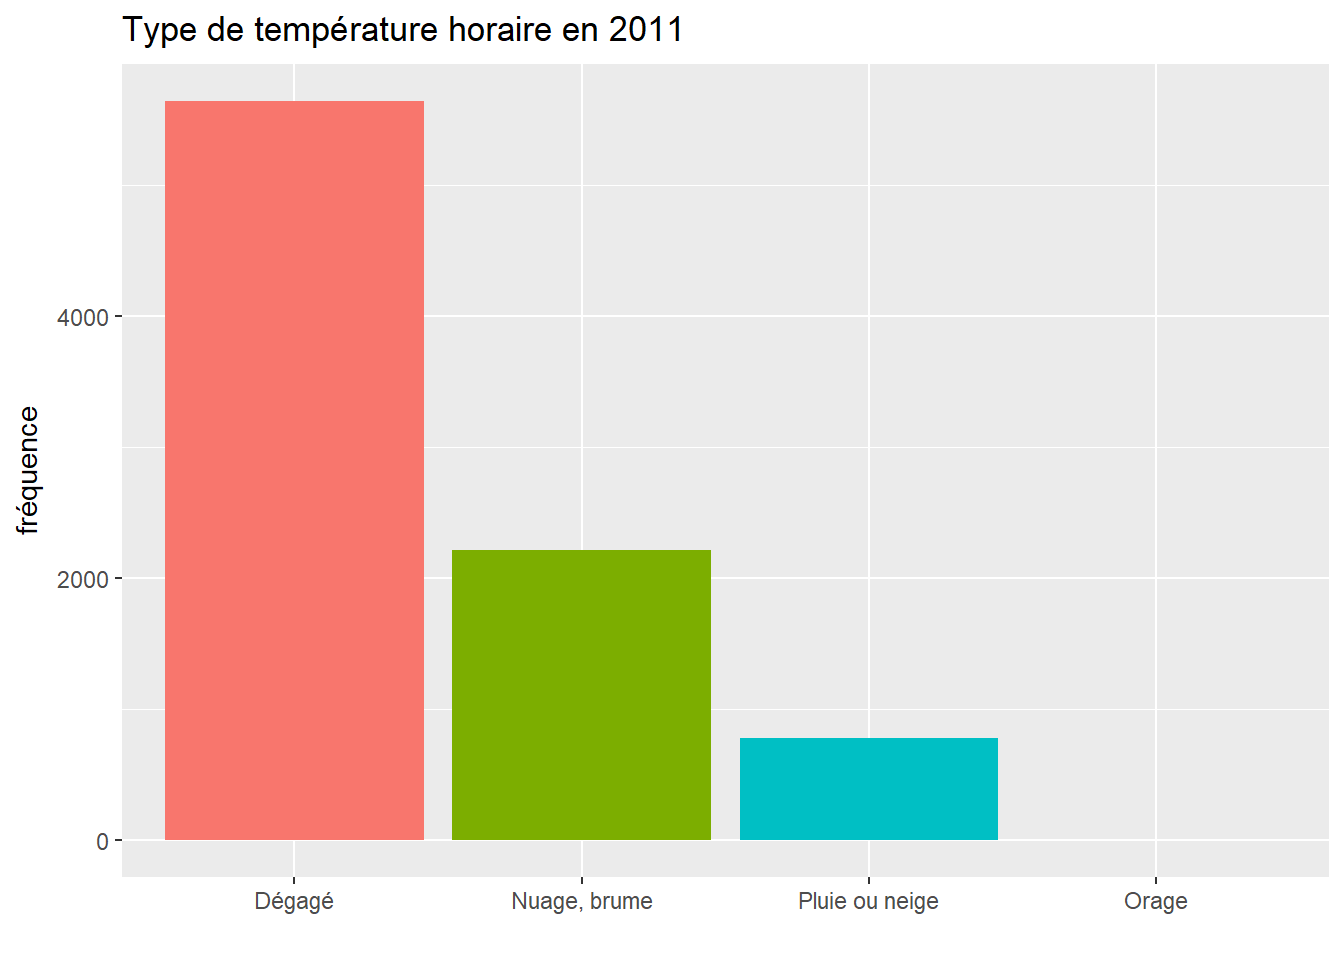 Type de température horaire en 2011
fréquence
4000
2000
0
Dégagé
Nuage, brume
Pluie ou neige
Orage